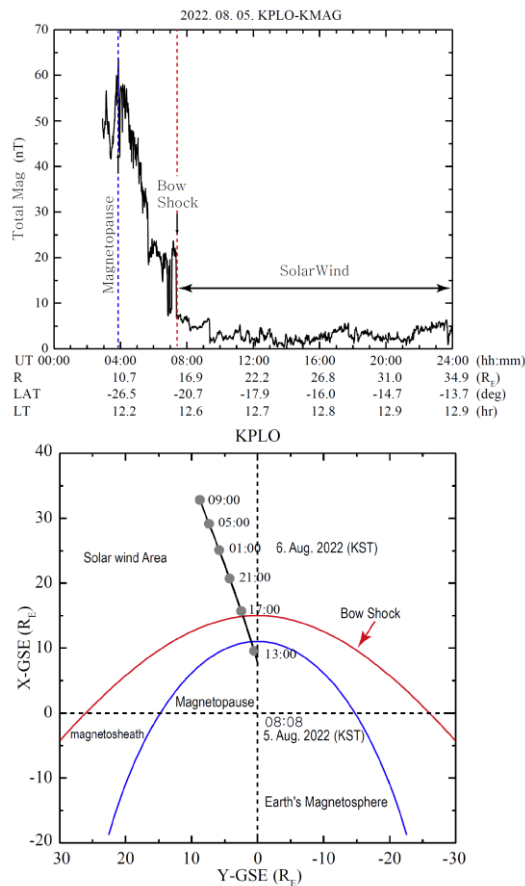 2022. 08. 05. KPLO-KMAG
70
60
50
40
30
20
10
0
Total Mag (nT)
Magnetopause
Bow
Shock
SolarWind
UT 00:00 04:00 08:00 12:00 16:00 20:00 24:00 (hh:mm)
R 10.7 16.9 22.2 26.8 31.0 34.9 (RE)
LAT -26.5 -20.7 -17.9 -16.0 -14.7 -13.7 (deg)
LT 12.2 12.6 12.7 12.8 12.9 12.9 (hr)
KPLO
40
30
20
10
0
-10
-20
X-GSE (RE)
09:00
05:00
01:00
21:00
17:00
13:00
Solar wind Area
6. Aug. 2022 (KST)
Bow Shock
Magnetopause
magnetosheath
08:08
5. Aug. 2022 (KST)
Earth's Magnetosphere
30 20 10 0 -10 -20 -30
Y-GSE (RE)